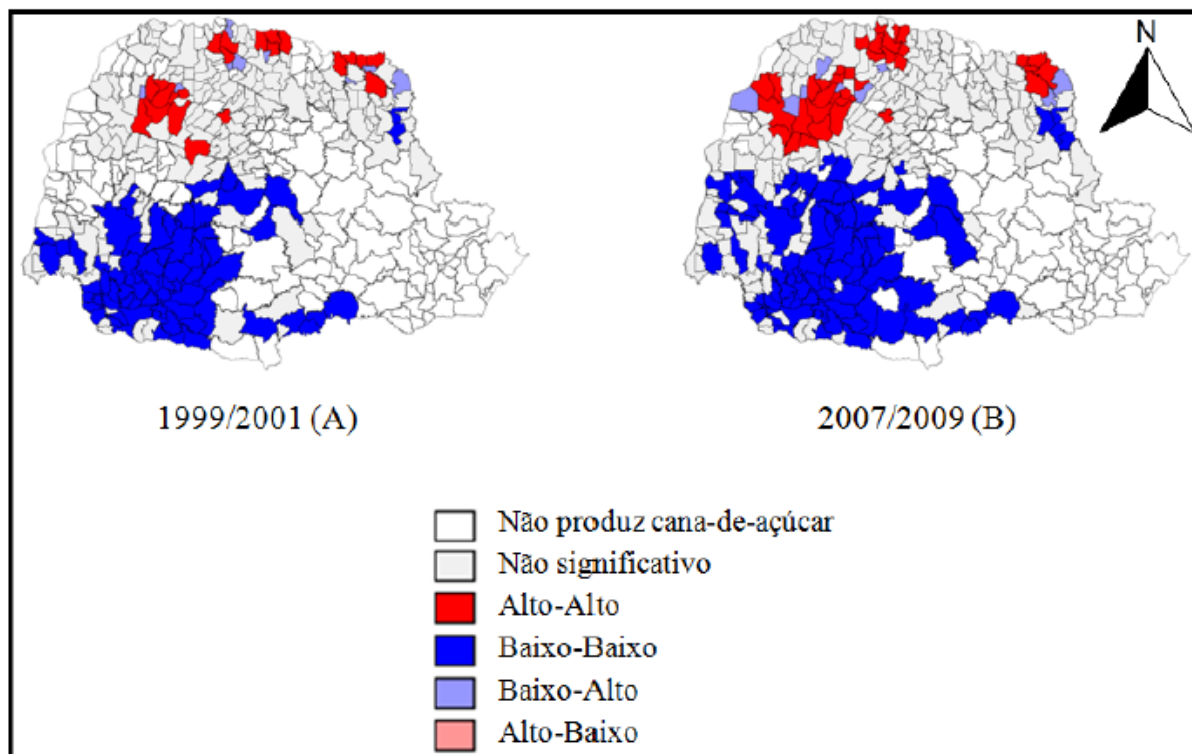 N
1999/2001 (A)
2007/2009 (B)
Não produz cana-de-açúcar
Não significativo
Alto-Alto
Baixo-Baixo
Baixo-Alto
Alto-Baixo